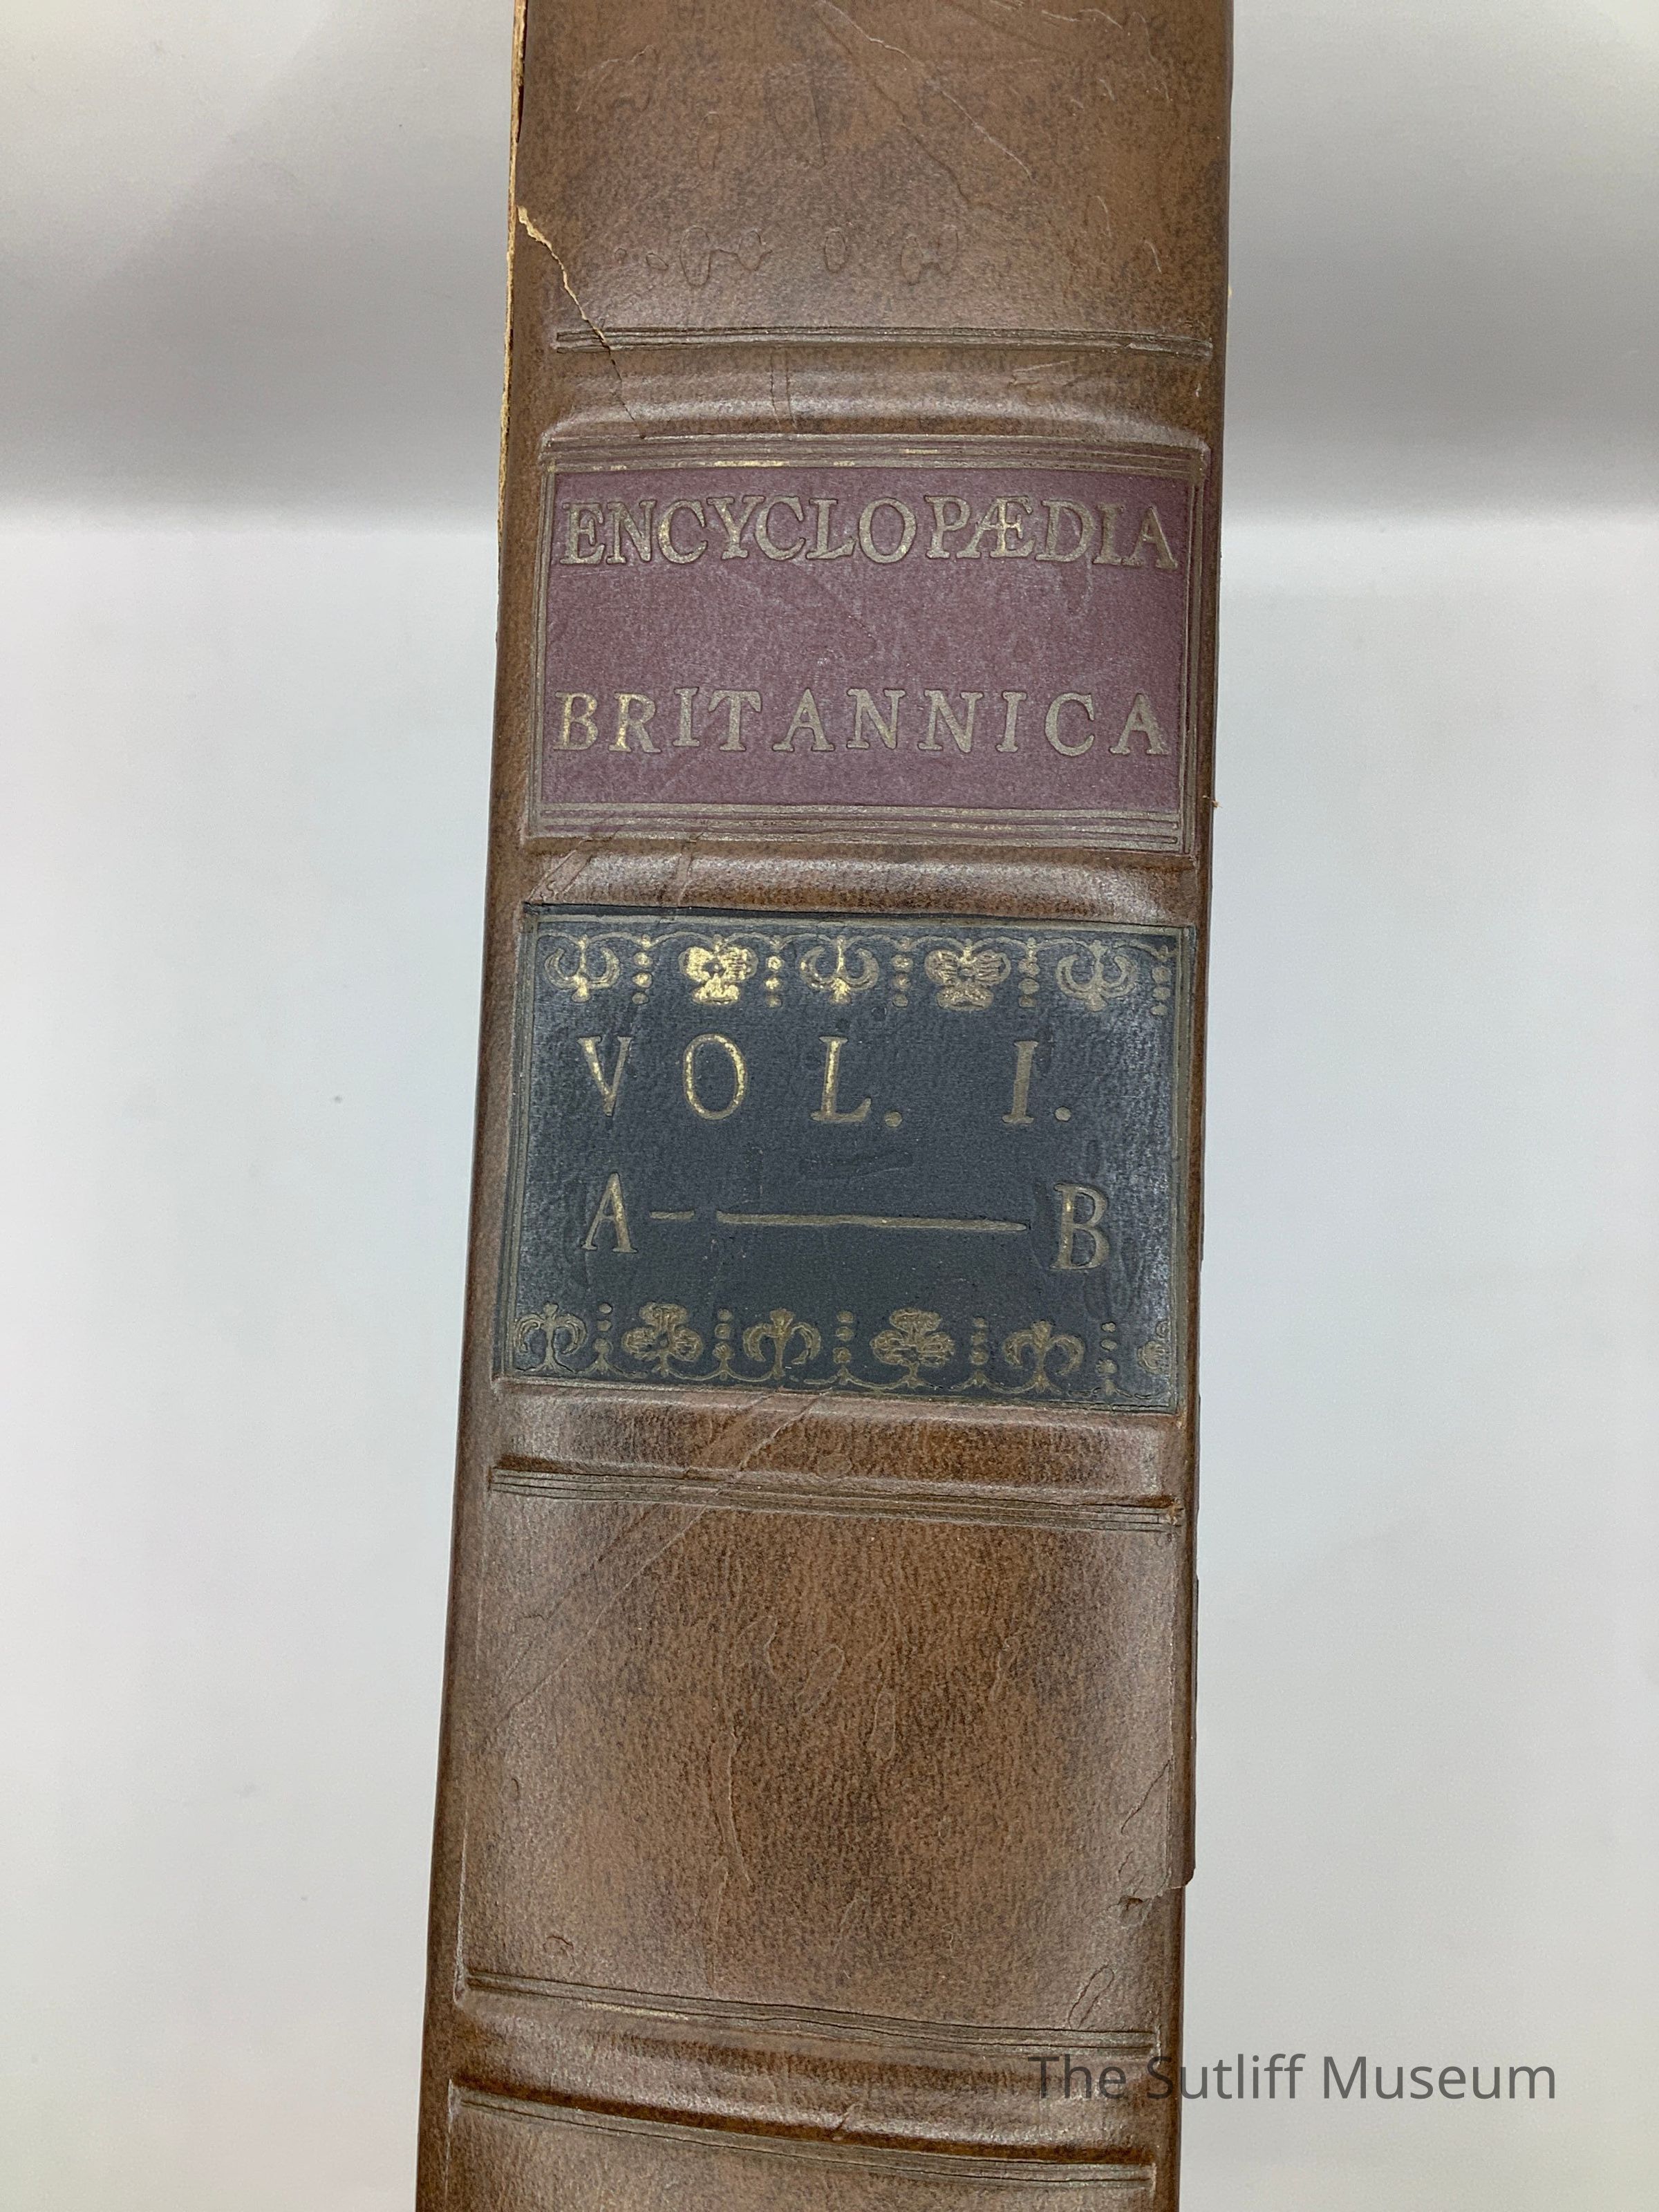 ENCYCLOPÆDIA
BRITANNICA
VOL. I.
A-——B
The Sutliff Museum